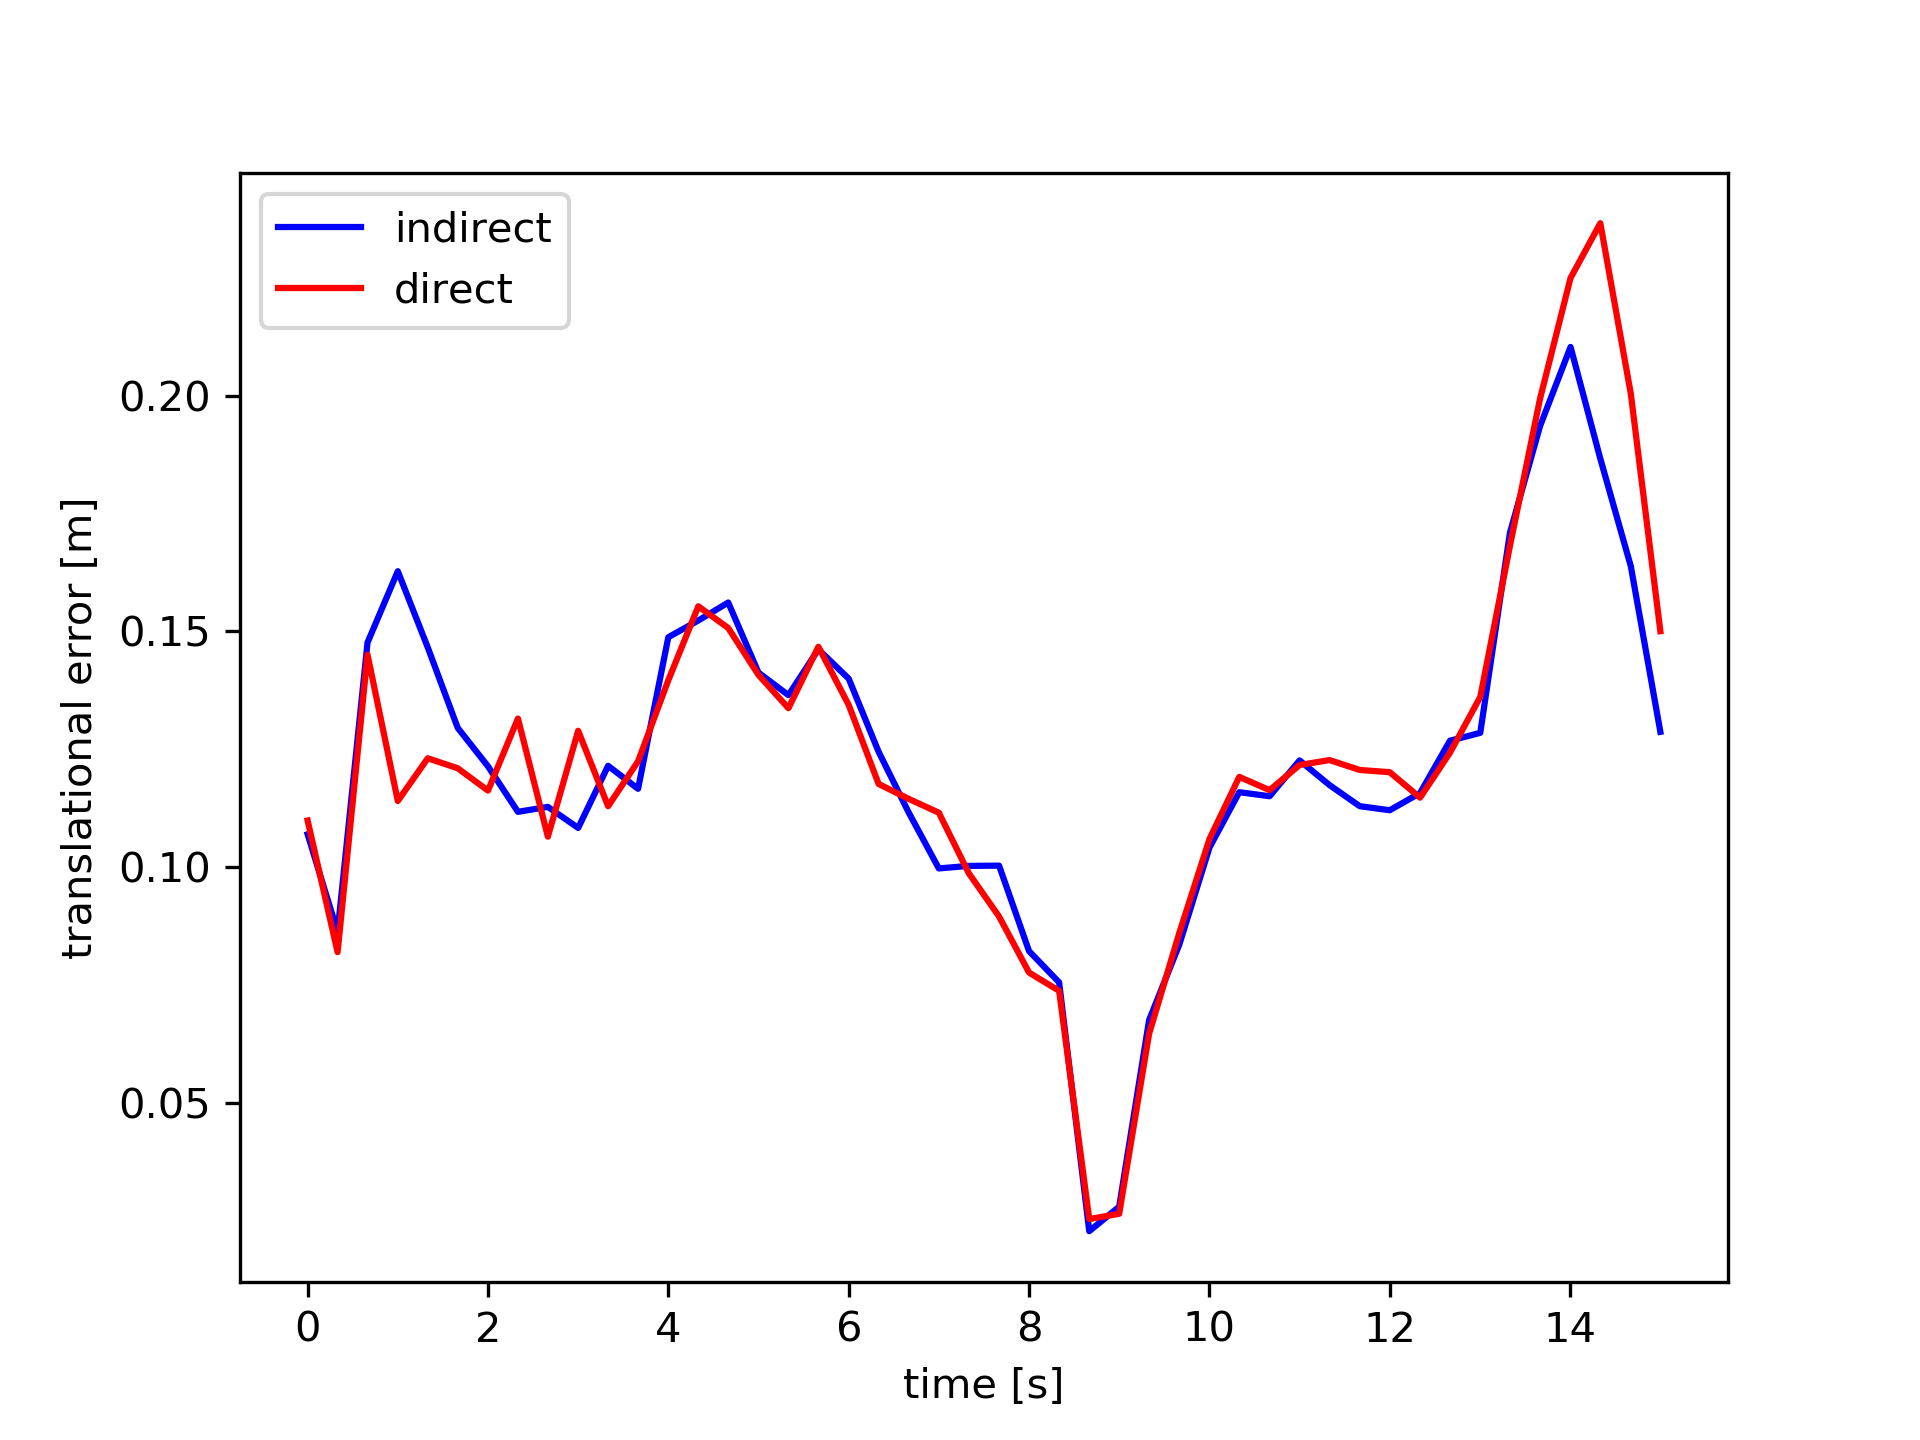 indirect
direct
0.20
0.15
0.10
0.05
translational error [m]
0 2 4 6 8 10 12 14
time [s]